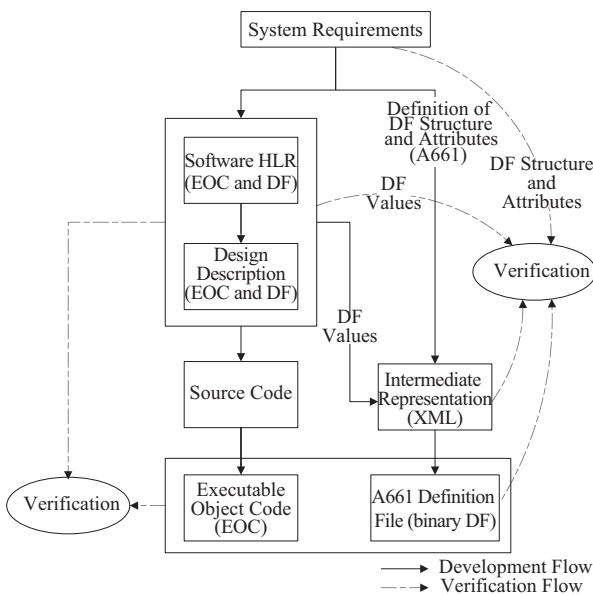 System Requirements
Definition of
DF Structure
and Attributes
(A661)
DF Structure
and
Attributes
Software HLR
(EOC and DF)
DF
Values
Design
Description
(EOC and DF)
Verification
DF
Values
Source Code
Intermediate
Representation
(XML)
Verification
Executable
Object Code
(EOC)
A661 Definition
File (binary DF)
Development Flow
Verification Flow